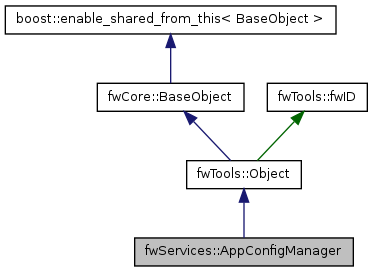 boost::enable_shared_from_this< BaseObject >
fwCore::BaseObject
fwTools::fwID
fwTools::Object
fwServices::AppConfigManager